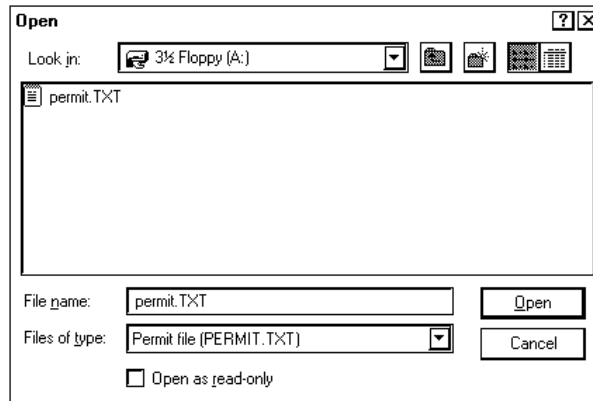 Open
Look in: 3½ Floppy (A:)
permit.TXT
File name: permit.TXT Open
Files of type: Permit file (PERMIT.TXT) Cancel
Open as read-only